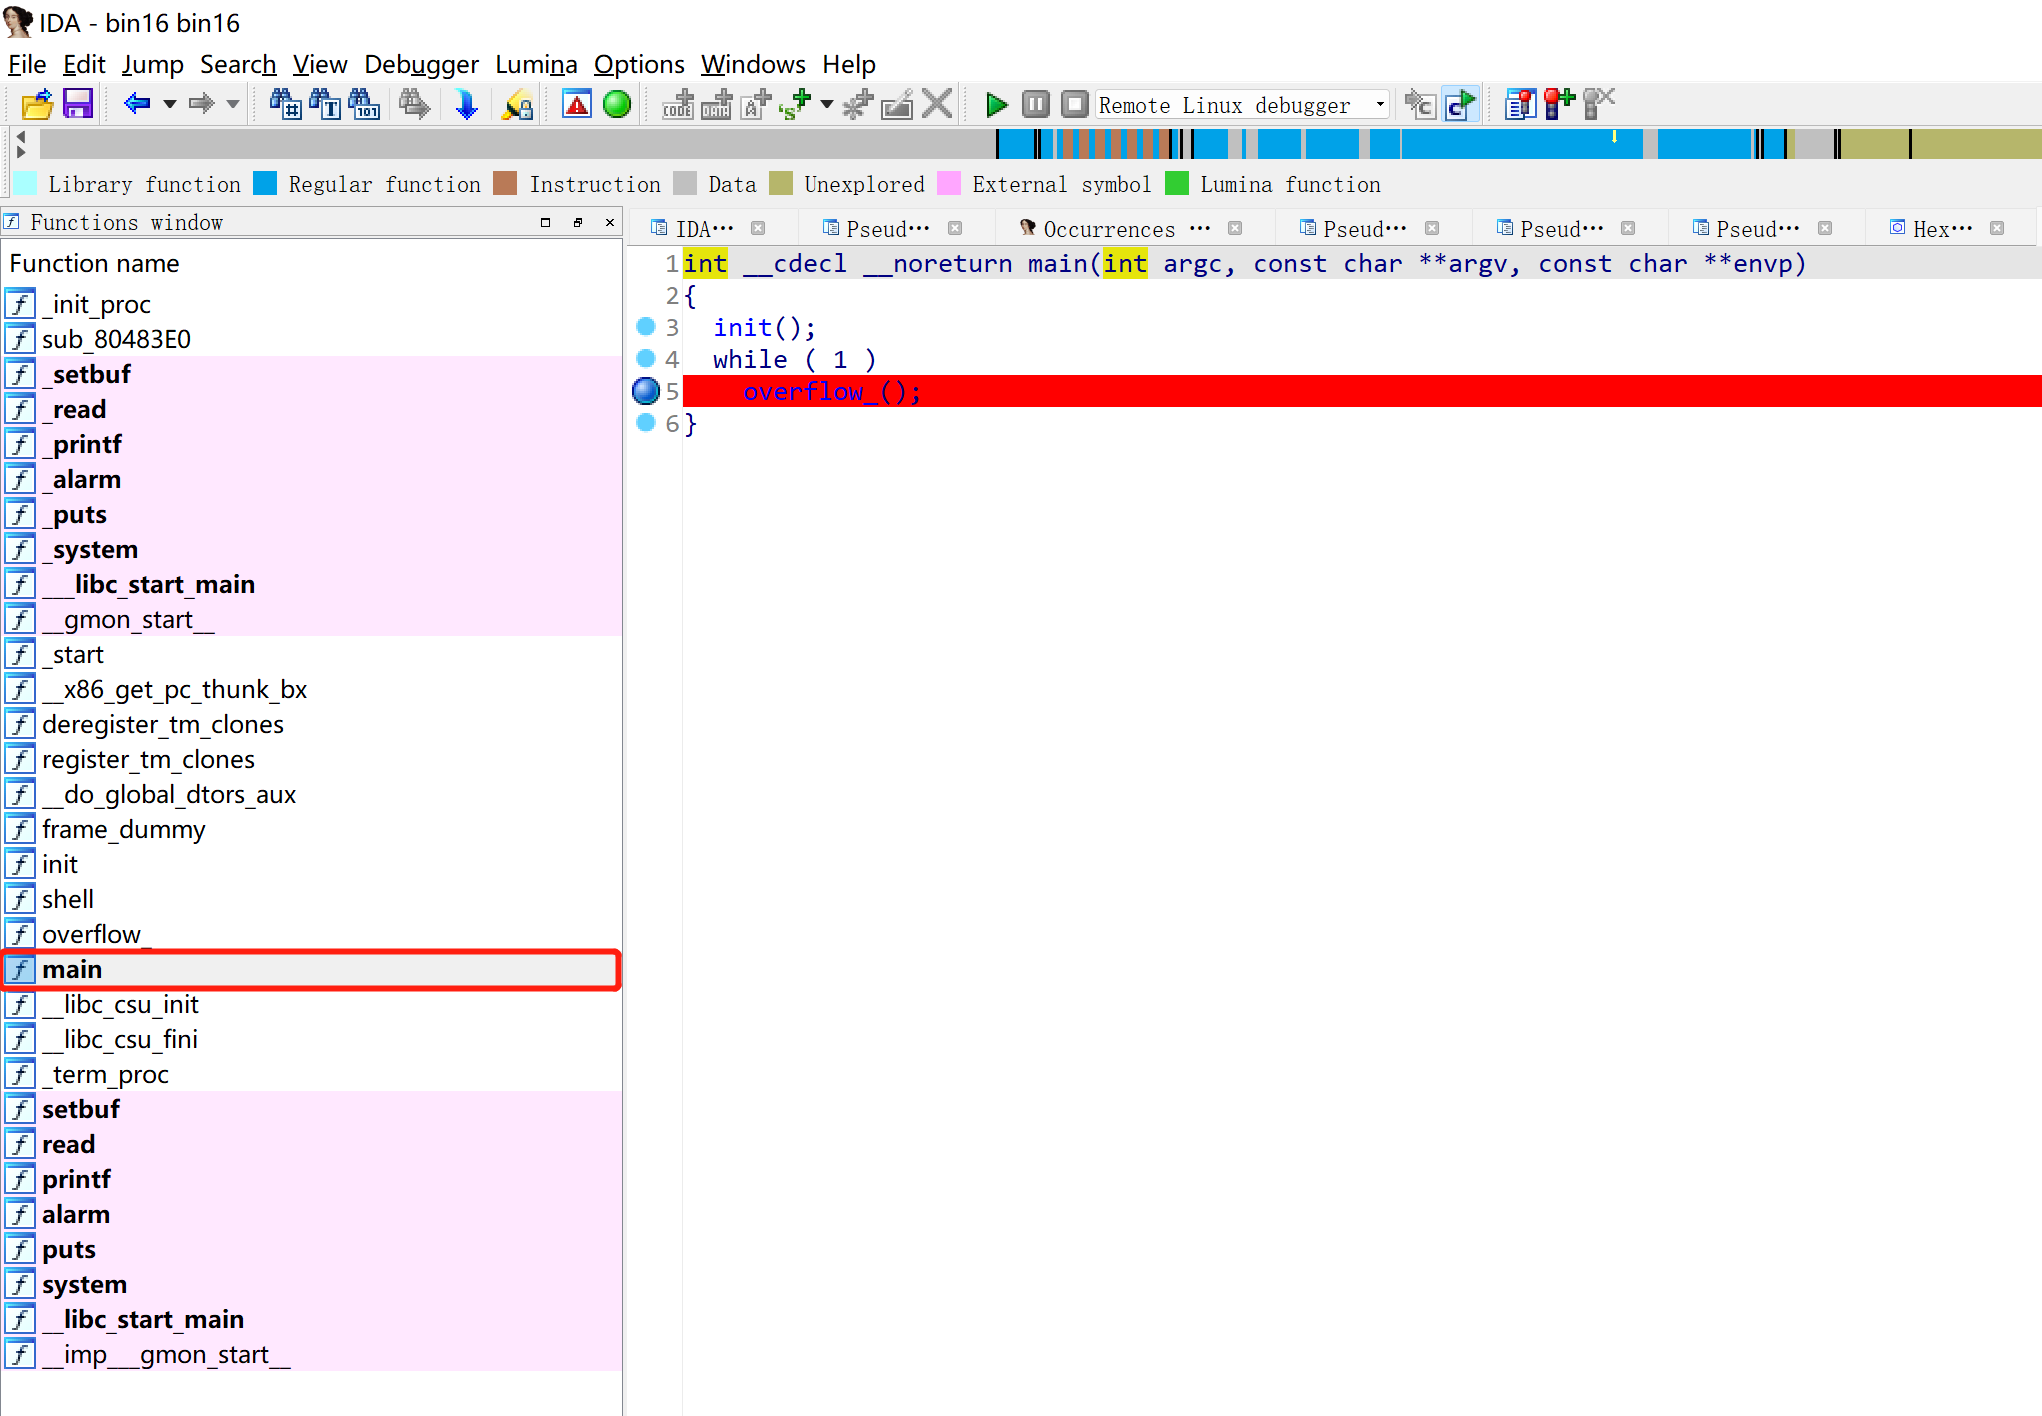 IDA - bin16 bin16
File Edit Jump Search View Debugger Lumina Options Windows Help
Remote Linux debugger
Library function Regular function Instruction Data Unexplored External symbol Lumina function
Functions window
IDA··· Pseud··· Occurrences ··· Pseud··· Pseud··· Pseud··· Hex···
Function name
_init_proc
sub_80483E0
_setbuf
_read
_printf
_alarm
_puts
_system
___libc_start_main
__gmon_start__
_start
__x86_get_pc_thunk_bx
deregister_tm_clones
register_tm_clones
__do_global_dtors_aux
frame_dummy
init
shell
overflow_
main
__libc_csu_init
__libc_csu_fini
_term_proc
setbuf
read
printf
alarm
puts
system
__libc_start_main
__imp___gmon_start__
1 int __cdecl __noreturn main(int argc, const char **argv, const char **envp)
2 {
3 init();
4 while ( 1 )
5 overflow_();
6 }